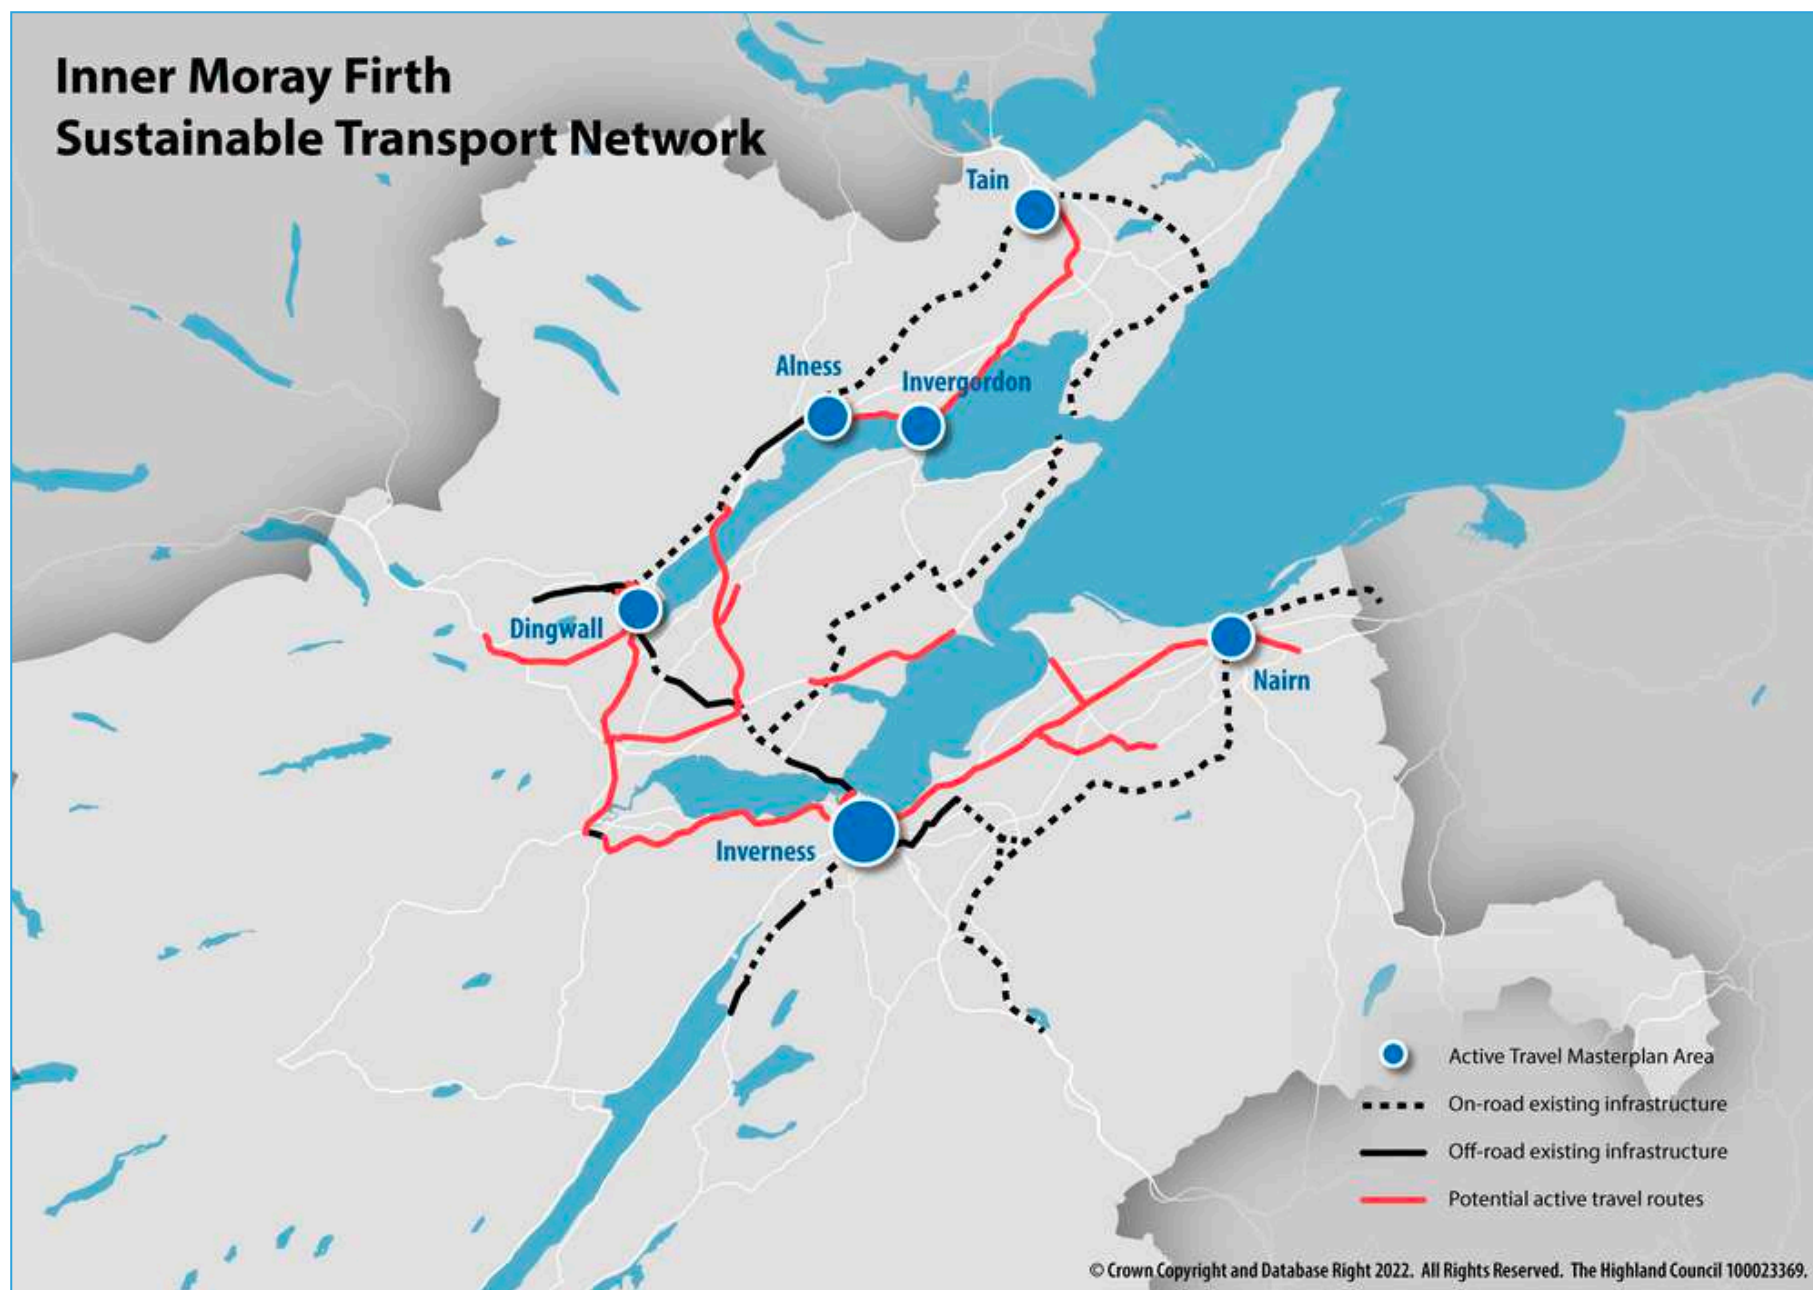 Inner Moray Firth
Sustainable Transport Network
Tain
Alness
Invergordon
Dingwall
Nairn
Inverness
Active Travel Masterplan Area
On-road existing infrastructure
Off-road existing infrastructure
Potential active travel routes
© Crown Copyright and Database Right 2022. All Rights Reserved. The Highland Council 100023369.